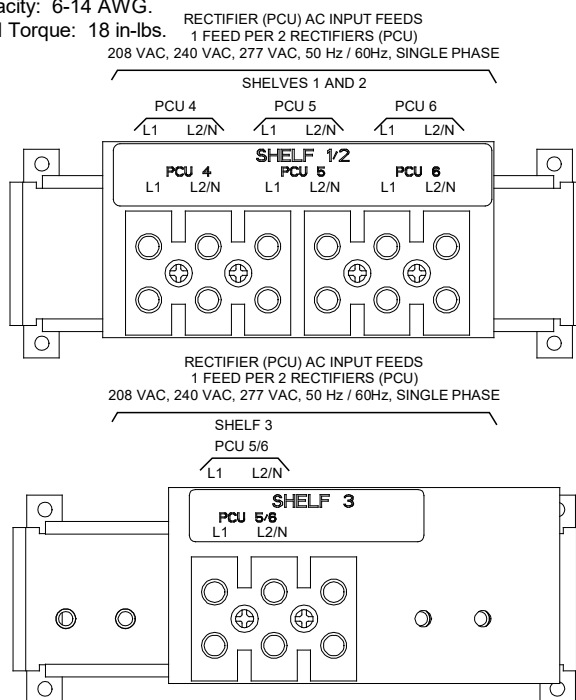 acity: 6-14 AWG.
l Torque: 18 in-lbs.
RECTIFIER (PCU) AC INPUT FEEDS
1 FEED PER 2 RECTIFIERS (PCU)
208 VAC, 240 VAC, 277 VAC, 50 Hz / 60Hz, SINGLE PHASE
SHELVES 1 AND 2
PCU 4 PCU 5 PCU 6
L1 L2/N L1 L2/N L1 L2/N
SHELF 1/2
PCU 4 PCU 5 PCU 6
L1 L2/N L1 L2/N L1 L2/N
RECTIFIER (PCU) AC INPUT FEEDS
1 FEED PER 2 RECTIFIERS (PCU)
208 VAC, 240 VAC, 277 VAC, 50 Hz / 60Hz, SINGLE PHASE
SHELF 3
PCU 5/6
L1 L2/N
SHELF 3
PCU 5/6
L1 L2/N